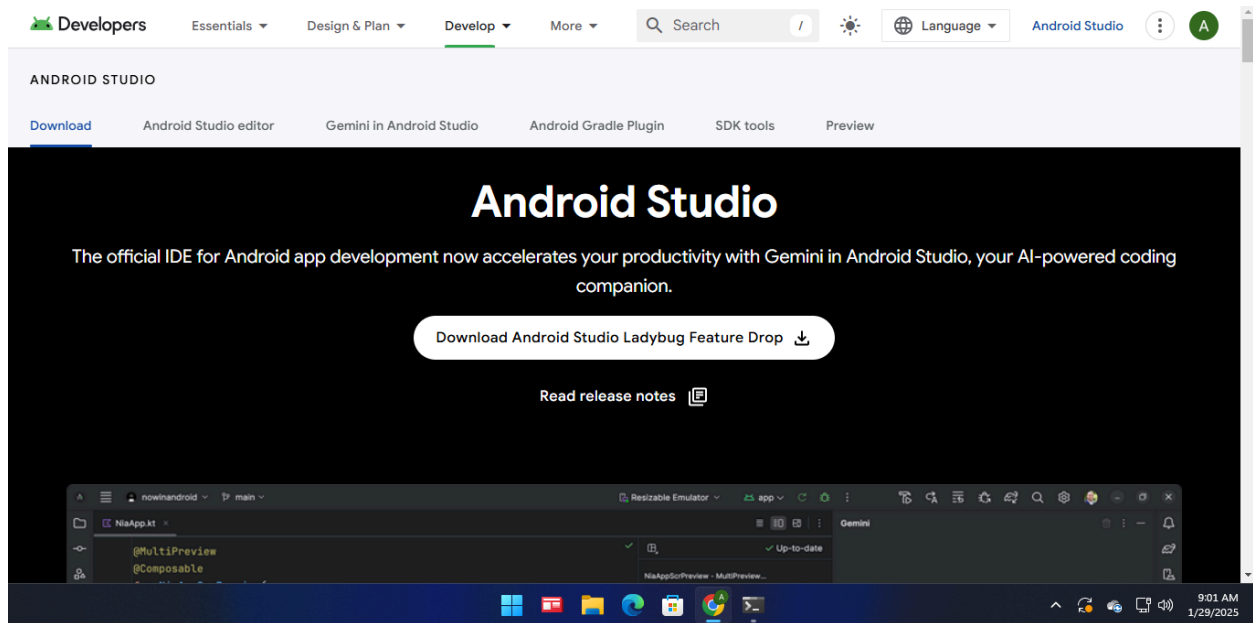 Developers Essentials Design & Plan Develop More Search / Language Android Studio A
ANDROID STUDIO
Download Android Studio editor Gemini in Android Studio Android Gradle Plugin SDK tools Preview
Android Studio
The official IDE for Android app development now accelerates your productivity with Gemini in Android Studio, your AI-powered coding
companion.
Download Android Studio Ladybug Feature Drop
Read release notes
A nowinandroid main Resizable Emulator app
NiaApp.kt Gemini
@MultiPreview Up-to-date
@Composable
NiaAppScrPreview - MultiPreview...
A
9:01 AM
1/29/2025